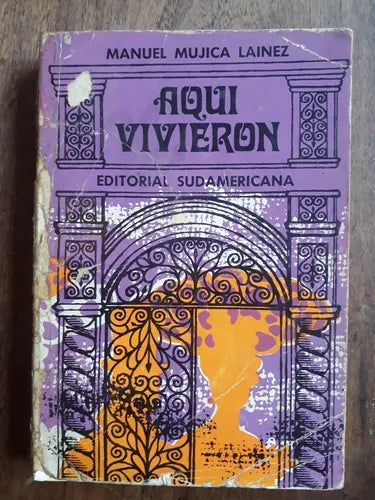 MANUEL MUJICA LAINEZ
AQUI
VIVIERON
EDITORIAL SUDAMERICANA